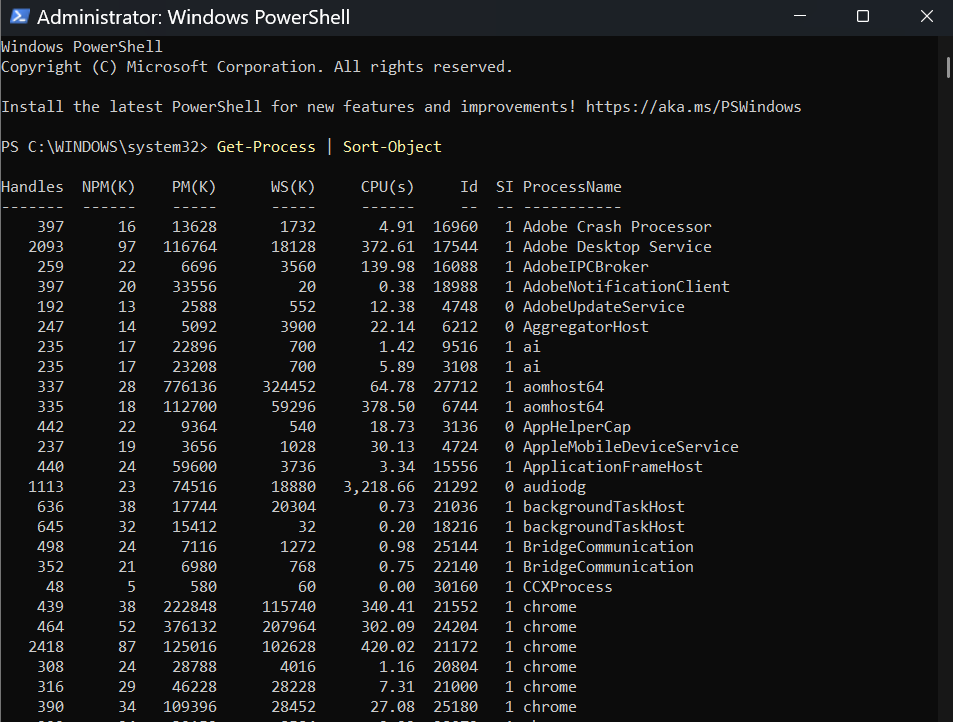 Administrator: Windows PowerShell
Windows PowerShell
Copyright (C) Microsoft Corporation. All rights reserved.
Install the latest PowerShell for new features and improvements! https://aka.ms/PSWindows
PS C:\WINDOWS\system32> Get-Process | Sort-Object
Handles NPM(K) PM(K) WS(K) CPU(s) Id SI ProcessName
------- ------ ----- ----- ------ -- -- -----------
397 16 13628 1732 4.91 16960 1 Adobe Crash Processor
2093 97 116764 18128 372.61 17544 1 Adobe Desktop Service
259 22 6696 3560 139.98 16088 1 AdobeIPCBroker
397 20 33556 20 0.38 18988 1 AdobeNotificationClient
192 13 2588 552 12.38 4748 0 AdobeUpdateService
247 14 5092 3900 22.14 6212 0 AggregatorHost
235 17 22896 700 1.42 9516 1 ai
235 17 23208 700 5.89 3108 1 ai
337 28 776136 324452 64.78 27712 1 aomhost64
335 18 112700 59296 378.50 6744 1 aomhost64
442 22 9364 540 18.73 3136 0 AppHelperCap
237 19 3656 1028 30.13 4724 0 AppleMobileDeviceService
440 24 59600 3736 3.34 15556 1 ApplicationFrameHost
1113 23 74516 18880 3,218.66 21292 0 audiodg
636 38 17744 20304 0.73 21036 1 backgroundTaskHost
645 32 15412 32 0.20 18216 1 backgroundTaskHost
498 24 7116 1272 0.98 25144 1 BridgeCommunication
352 21 6980 768 0.75 22140 1 BridgeCommunication
48 5 580 60 0.00 30160 1 CCXProcess
439 38 222848 115740 340.41 21552 1 chrome
464 52 376132 207964 302.09 24204 1 chrome
2418 87 125016 102628 420.02 21172 1 chrome
308 24 28788 4016 1.16 20804 1 chrome
316 29 46228 28228 7.31 21000 1 chrome
390 34 109396 28452 27.08 25180 1 chrome